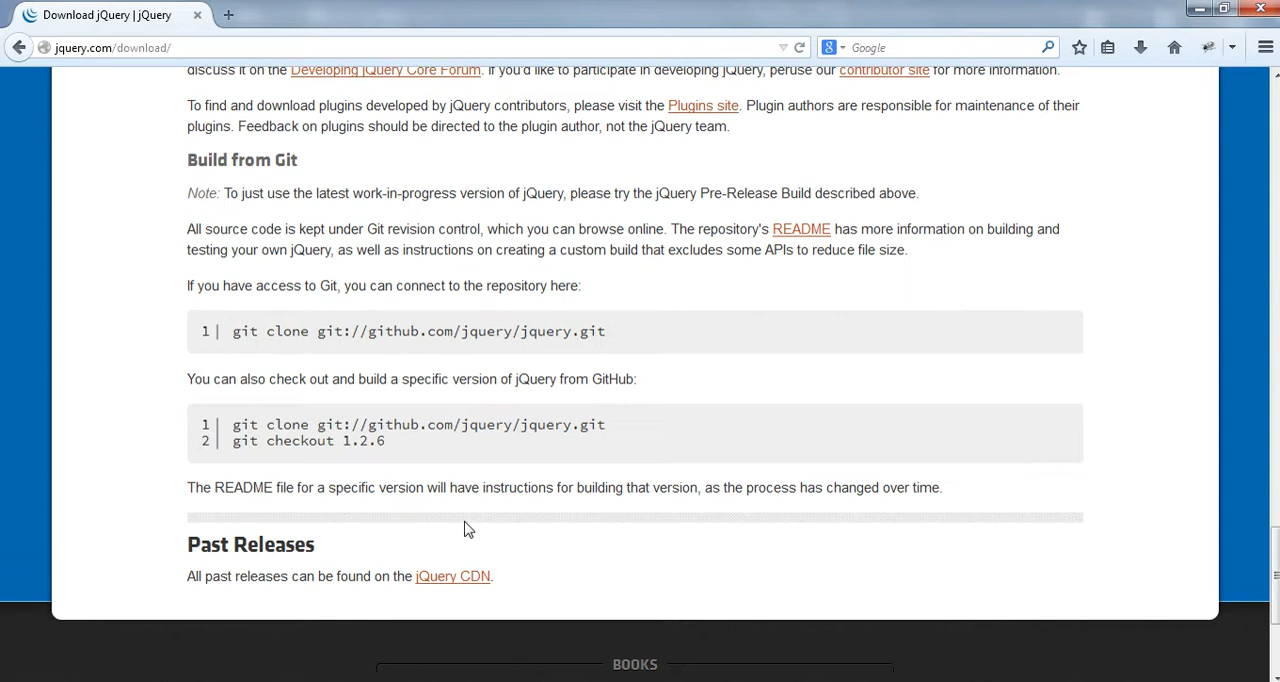 Download jQuery | jQuery
jquery.com/download/
Google
discuss it on the Developing jQuery Core Forum. If you'd like to participate in developing jQuery, peruse our contributor site for more information.
To find and download plugins developed by jQuery contributors, please visit the Plugins site. Plugin authors are responsible for maintenance of their
plugins. Feedback on plugins should be directed to the plugin author, not the jQuery team.
Build from Git
Note: To just use the latest work-in-progress version of jQuery, please try the jQuery Pre-Release Build described above.
All source code is kept under Git revision control, which you can browse online. The repository's README has more information on building and
testing your own jQuery, as well as instructions on creating a custom build that excludes some APIs to reduce file size.
If you have access to Git, you can connect to the repository here:
1 git clone git://github.com/jquery/jquery.git
You can also check out and build a specific version of jQuery from GitHub:
1 git clone git://github.com/jquery/jquery.git
2 git checkout 1.2.6
The README file for a specific version will have instructions for building that version, as the process has changed over time.
Past Releases
All past releases can be found on the jQuery CDN.
BOOKS